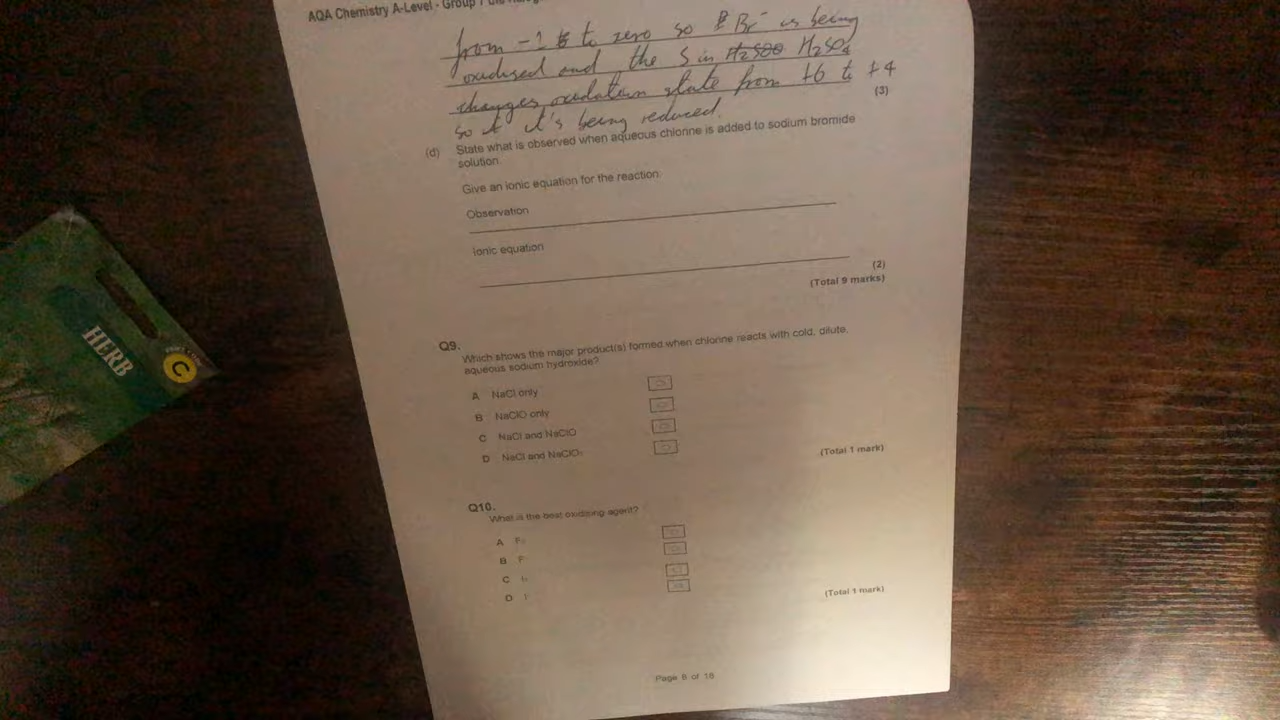 AQA Chemistry A-Level - Group 7
from -1 to zero so Br⁻ is being
oxidised and the S in H2SO4
changes oxidation state from +6 to +4
so it's being reduced.
(3)
(d) State what is observed when aqueous chlorine is added to sodium bromide
solution.
Give an ionic equation for the reaction.
Observation
Ionic equation
(2)
(Total 9 marks)
Q9.
Which shows the major product(s) formed when chlorine reacts with cold, dilute,
aqueous sodium hydroxide?
A NaCl only
B NaClO only
C NaCl and NaClO
D NaCl and NaClO₃
(Total 1 mark)
Q10.
What is the best oxidising agent?
A F₂
B F
C I₂
D I
(Total 1 mark)
Page 6 of 18
HERB
C